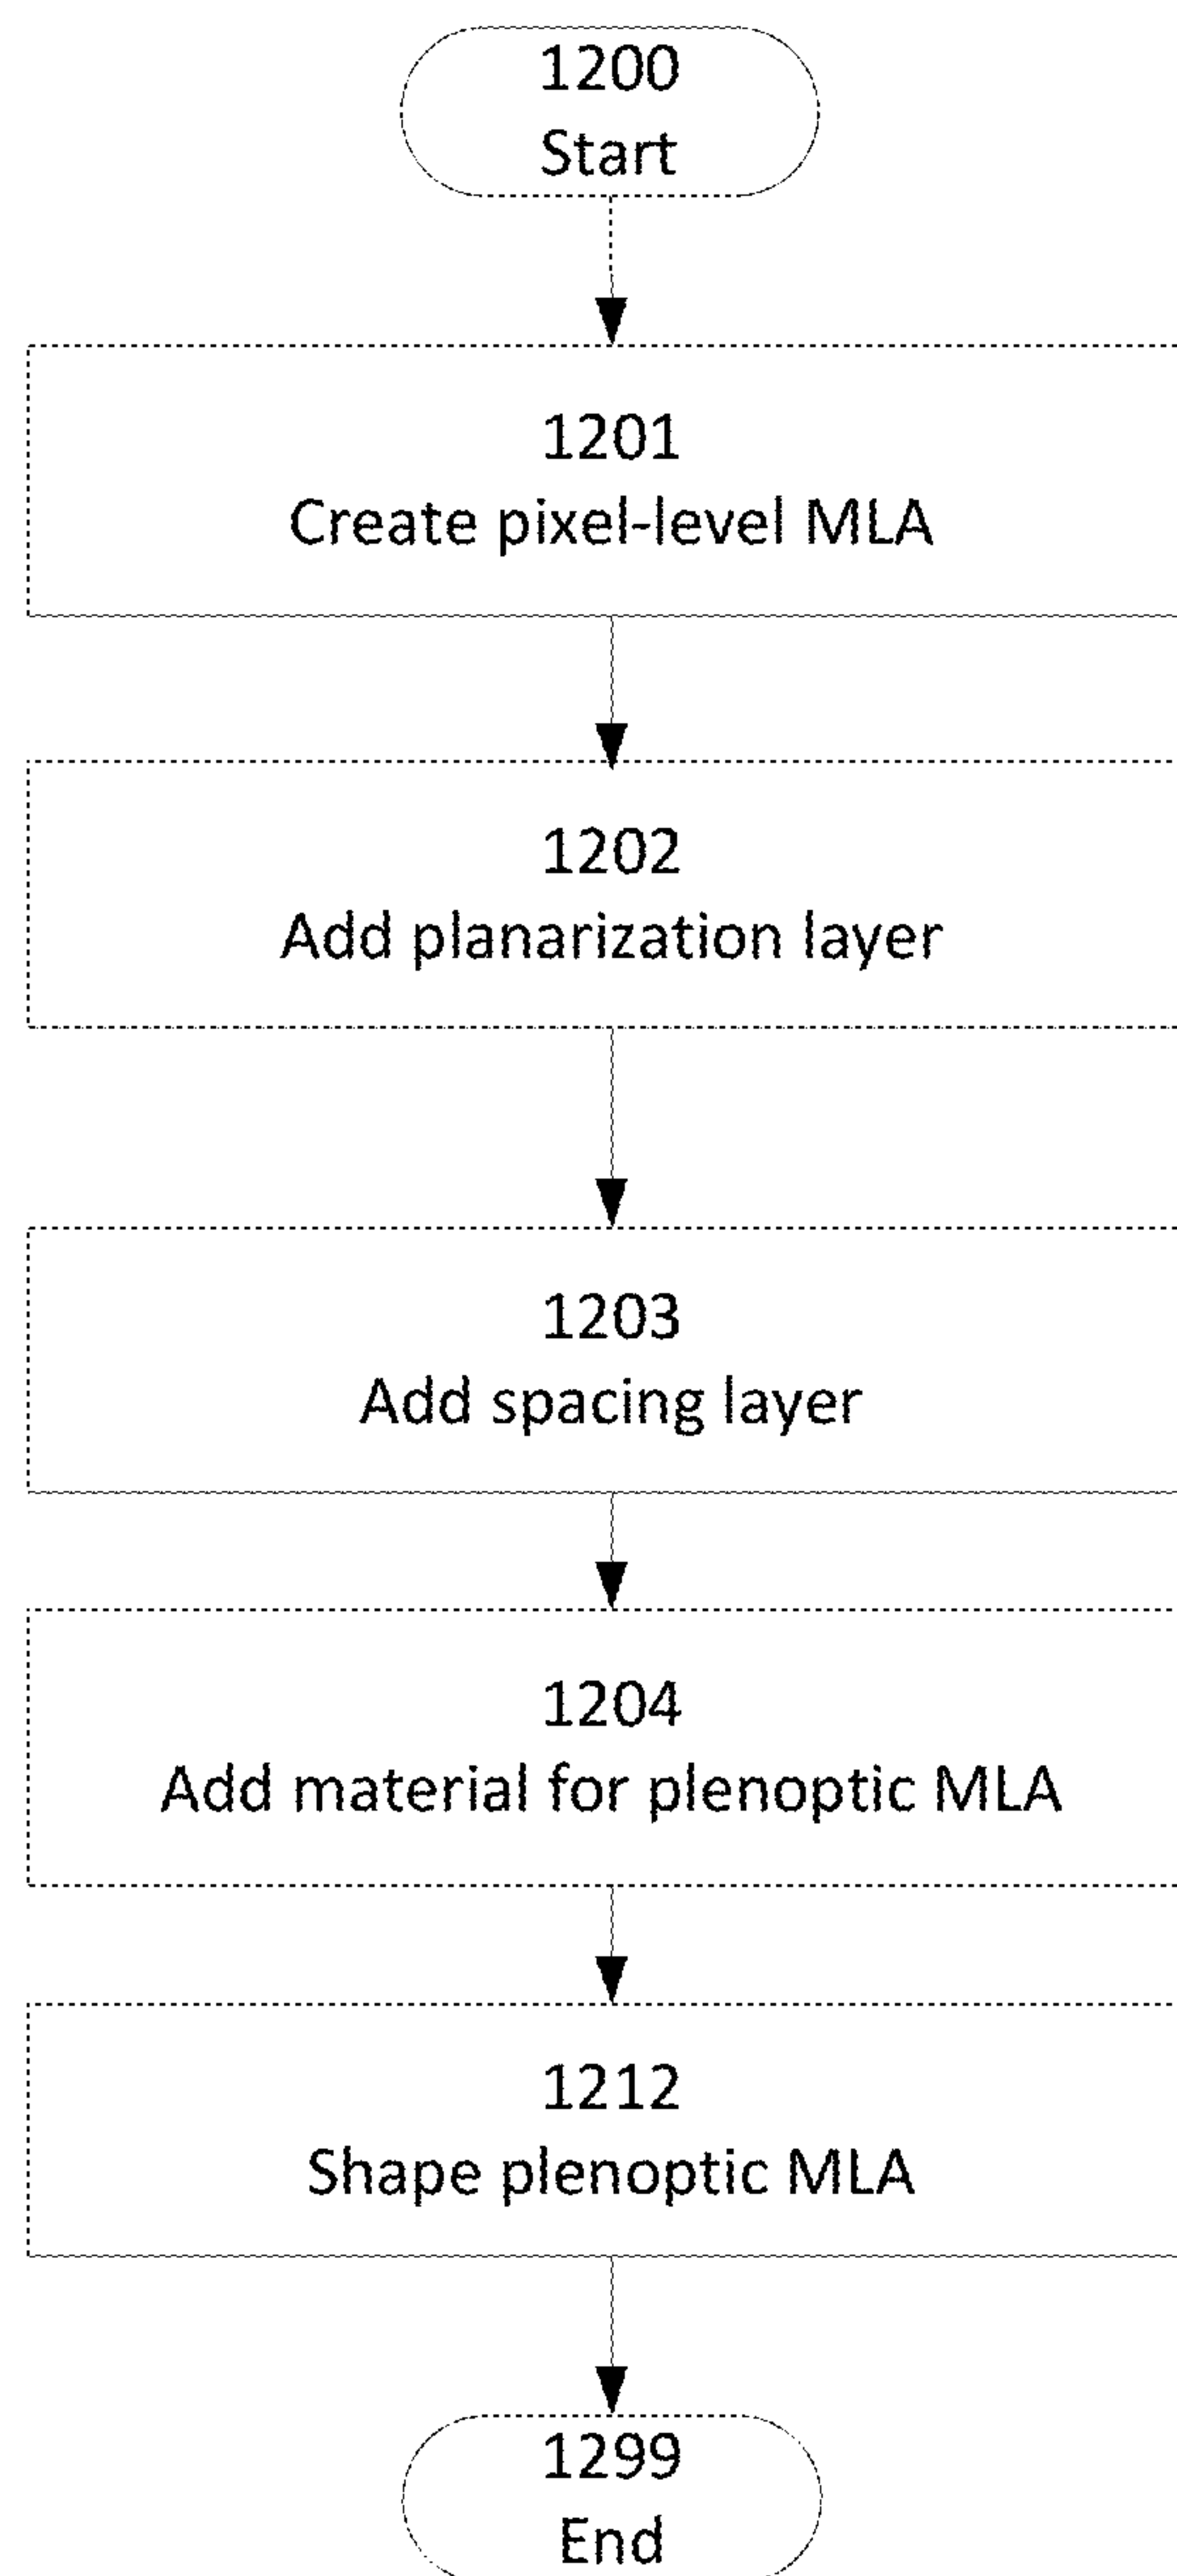 1200
Start
1201
Create pixel-level MLA
1202
Add planarization layer
1203
Add spacing layer
1204
Add material for plenoptic MLA
1212
Shape plenoptic MLA
1299
End